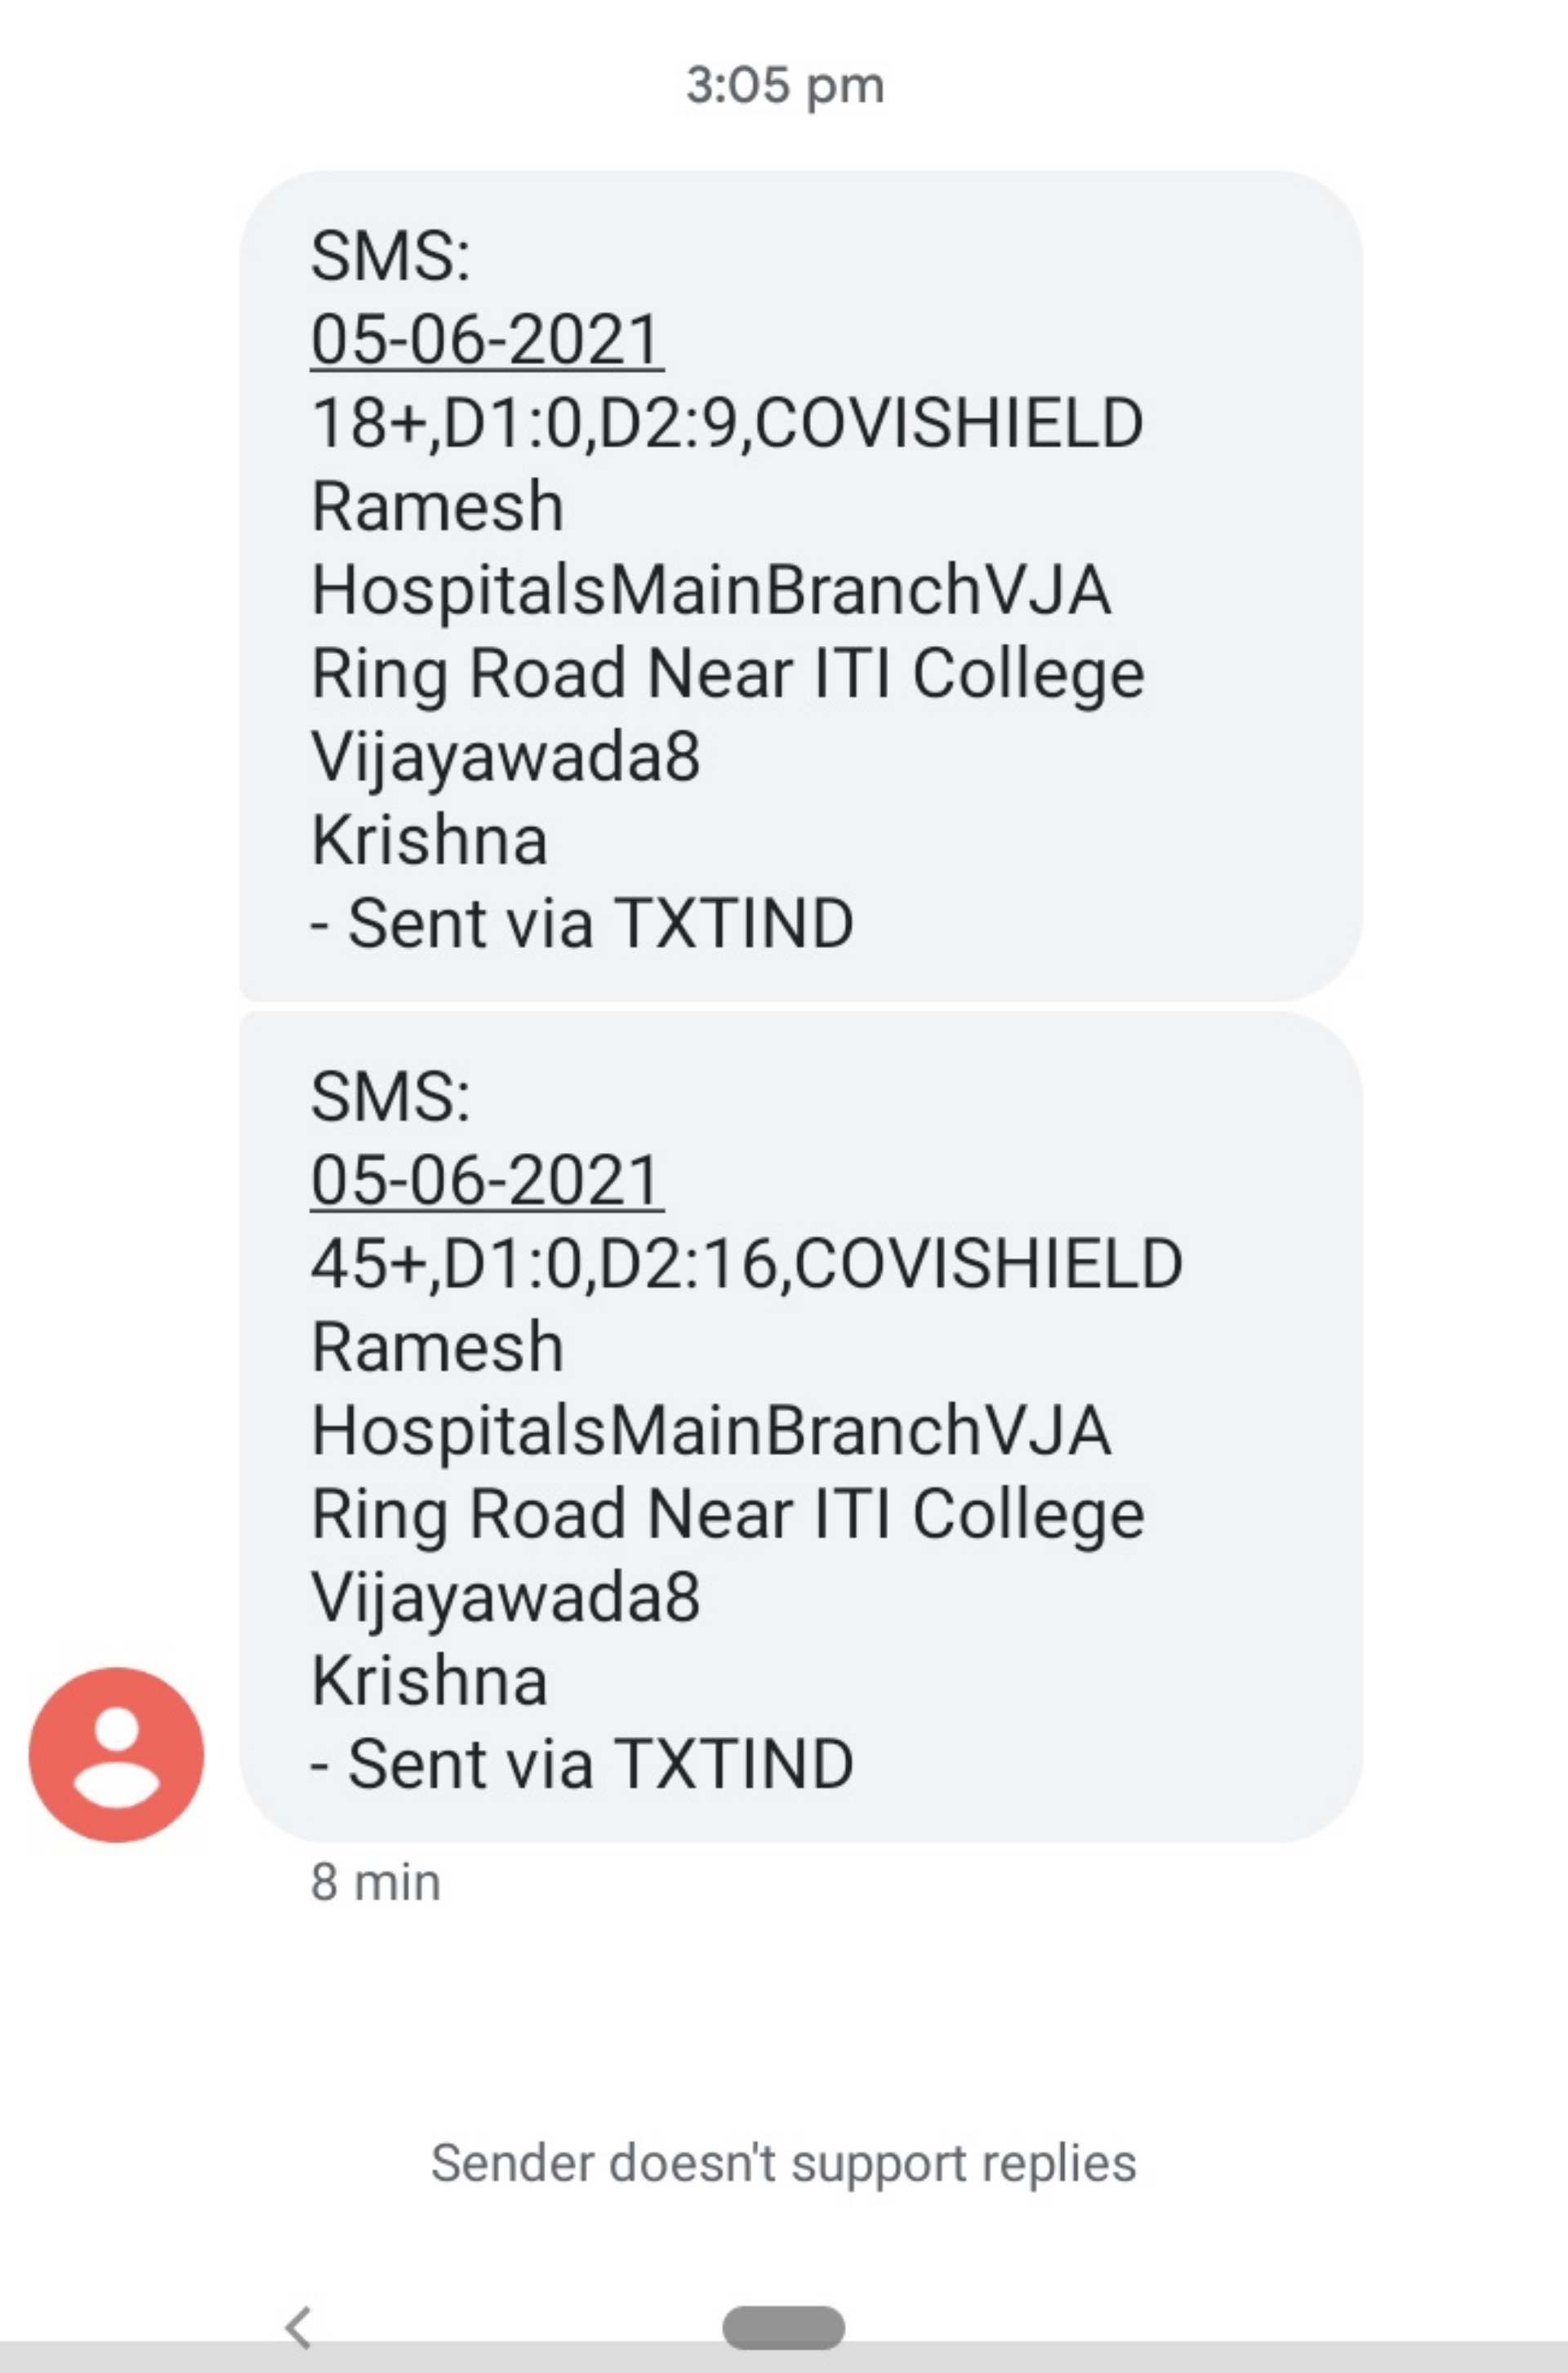 3:05 pm
SMS:
05-06-2021
18+,D1:0,D2:9,COVISHIELD
Ramesh
HospitalsMainBranchVJA
Ring Road Near ITI College
Vijayawada8
Krishna
- Sent via TXTIND
SMS:
05-06-2021
45+,D1:0,D2:16,COVISHIELD
Ramesh
HospitalsMainBranchVJA
Ring Road Near ITI College
Vijayawada8
Krishna
- Sent via TXTIND
8 min
Sender doesn't support replies